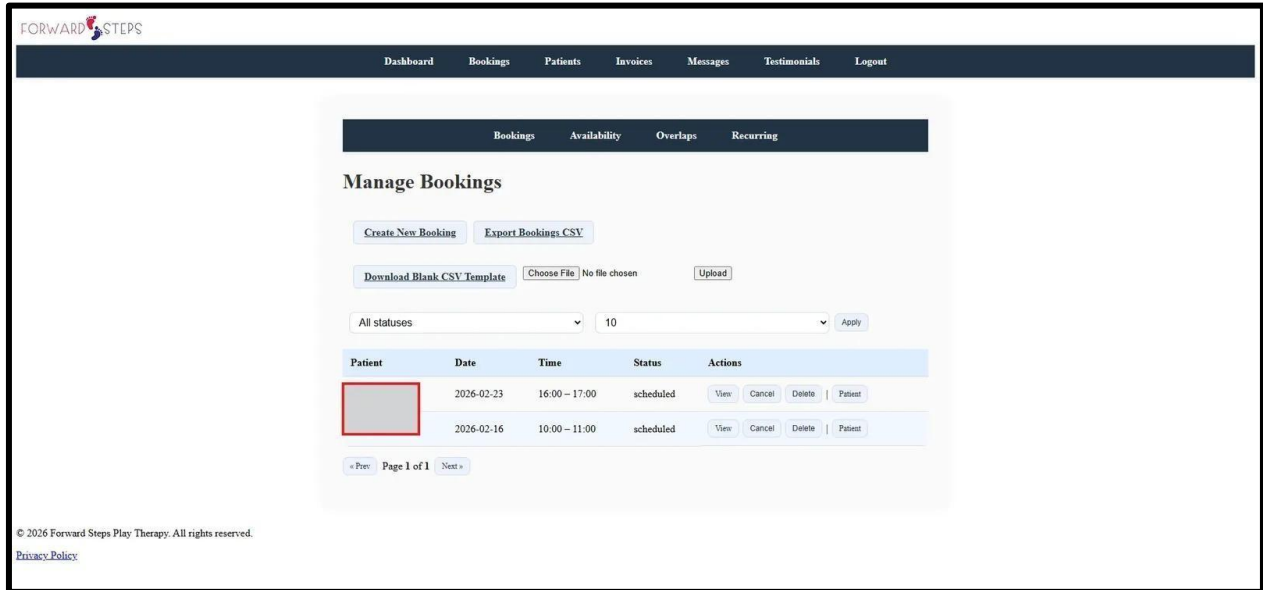 FORWARD STEPS
Dashboard Bookings Patients Invoices Messages Testimonials Logout
Bookings Availability Overlaps Recurring
Manage Bookings
Create New Booking Export Bookings CSV
Download Blank CSV Template Choose File No file chosen Upload
All statuses 10 Apply
Patient Date Time Status Actions
2026-02-23 16:00 – 17:00 scheduled View Cancel Delete | Patient
2026-02-16 10:00 – 11:00 scheduled View Cancel Delete | Patient
« Prev Page 1 of 1 Next »
© 2026 Forward Steps Play Therapy. All rights reserved.
Privacy Policy